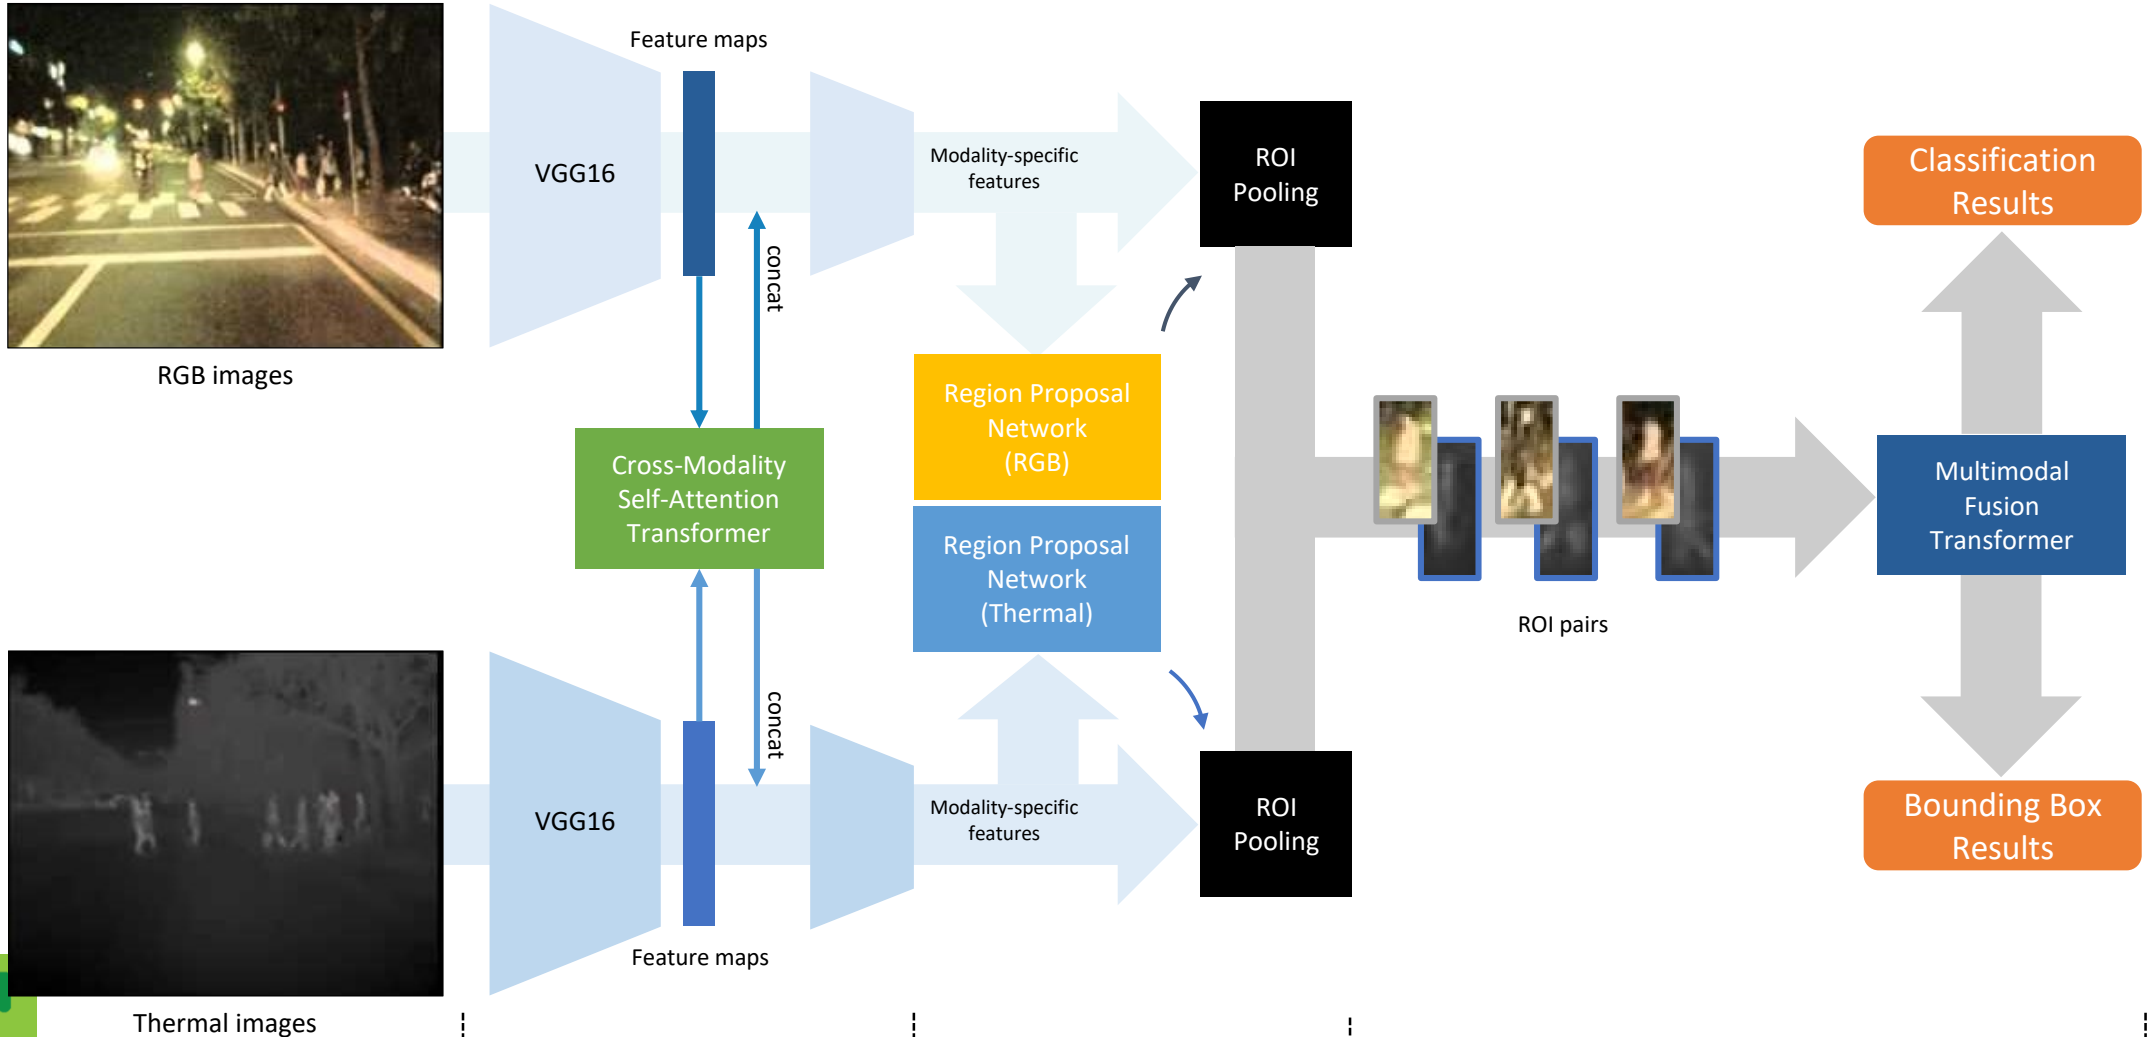 Feature maps
VGG16
concat
Modality-specific
features
ROI
Pooling
Classification
Results
RGB images
Region Proposal
Network
(RGB)
Cross-Modality
Self-Attention
Transformer
Region Proposal
Network
(Thermal)
Multimodal
Fusion
Transformer
ROI pairs
concat
VGG16
Modality-specific
features
ROI
Pooling
Bounding Box
Results
Feature maps
Thermal images